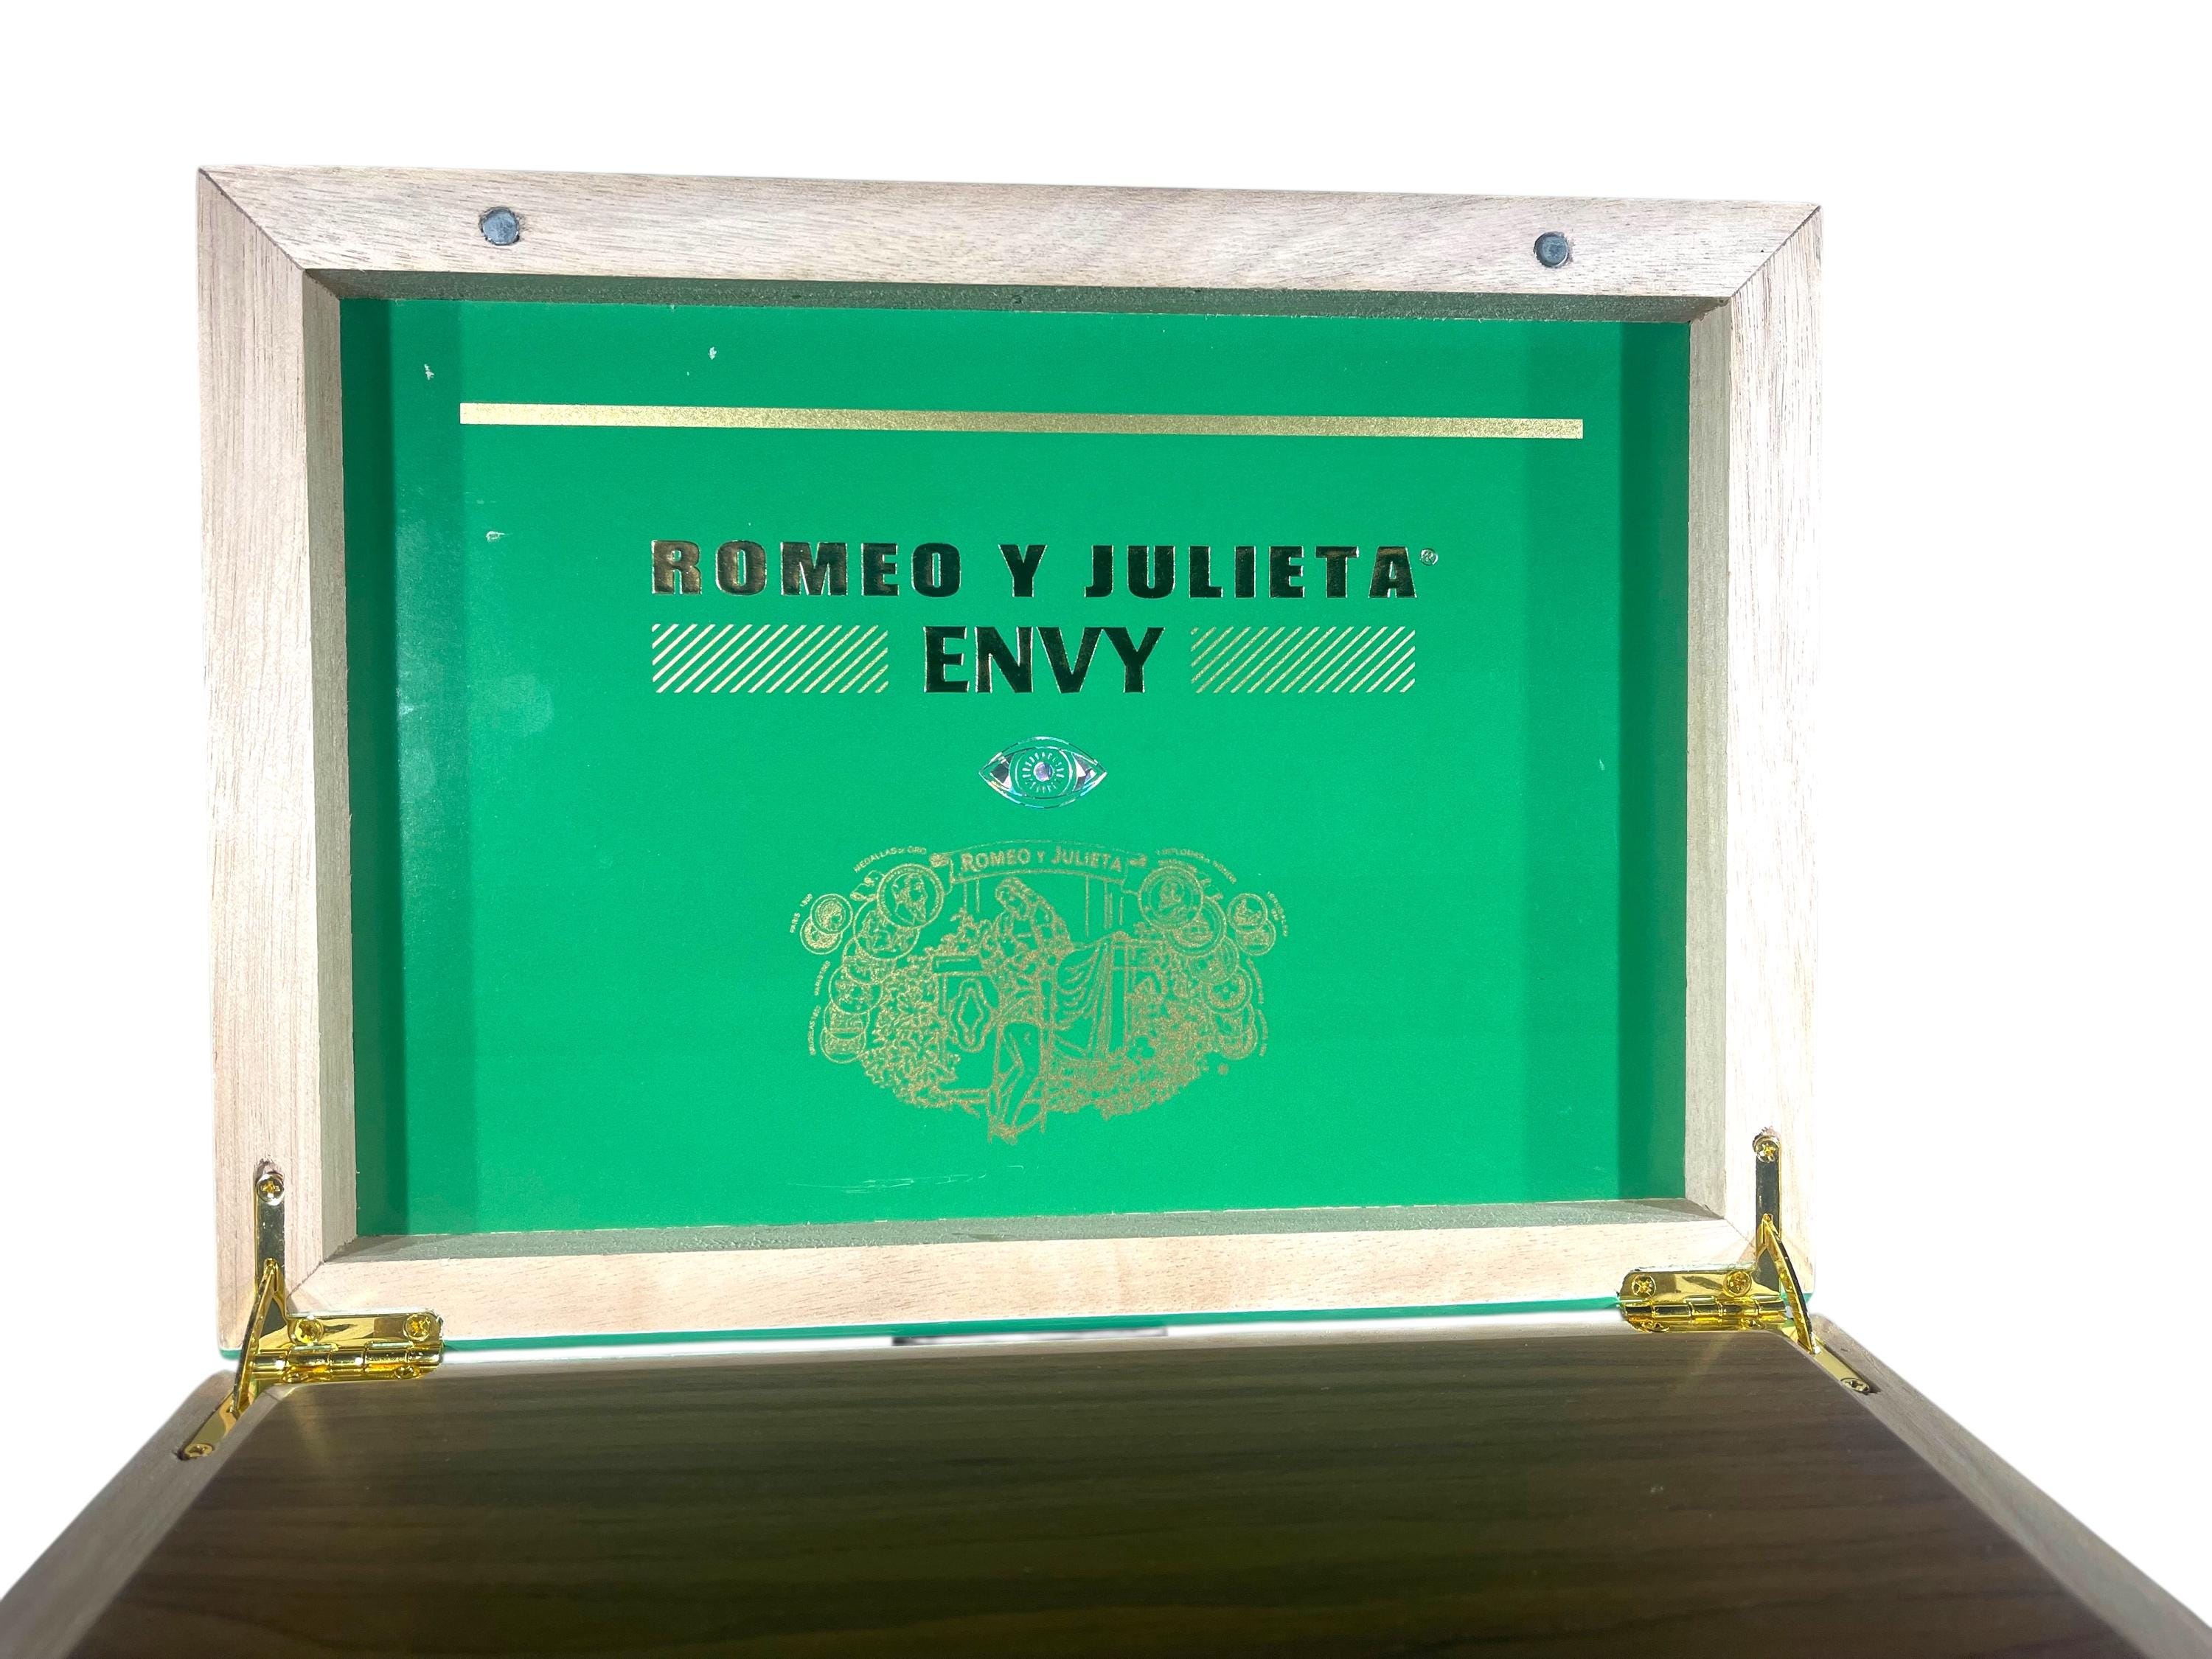 ROMEO Y JULIETA®
ENVY
MEDALLAS DE ORO
ROMEO Y JULIETA
®